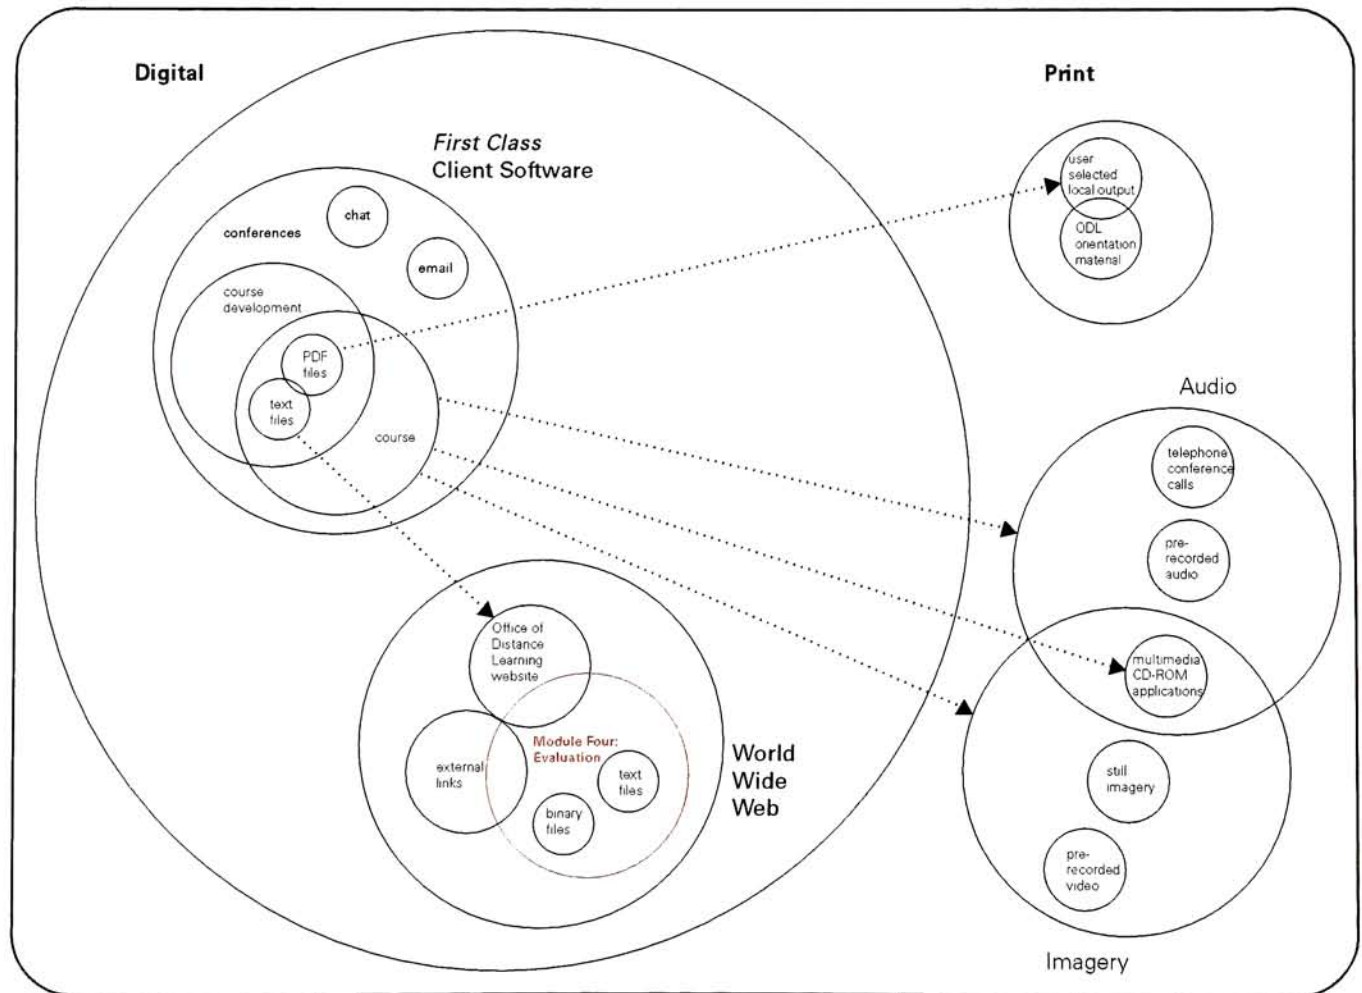 Digital
Print
First Class
Client Software
chat
conferences
email
course
development
PDF
files
text
files
course
user
selected
local output
ODL
orientation
material
Audio
telephone
conference
calls
pre-
recorded
audio
multimedia
CD-ROM
applications
still
imagery
pre-
recorded
video
Imagery
Office of
Distance
Learning
website
Module Four:
Evaluation
external
links
text
files
binary
files
World
Wide
Web